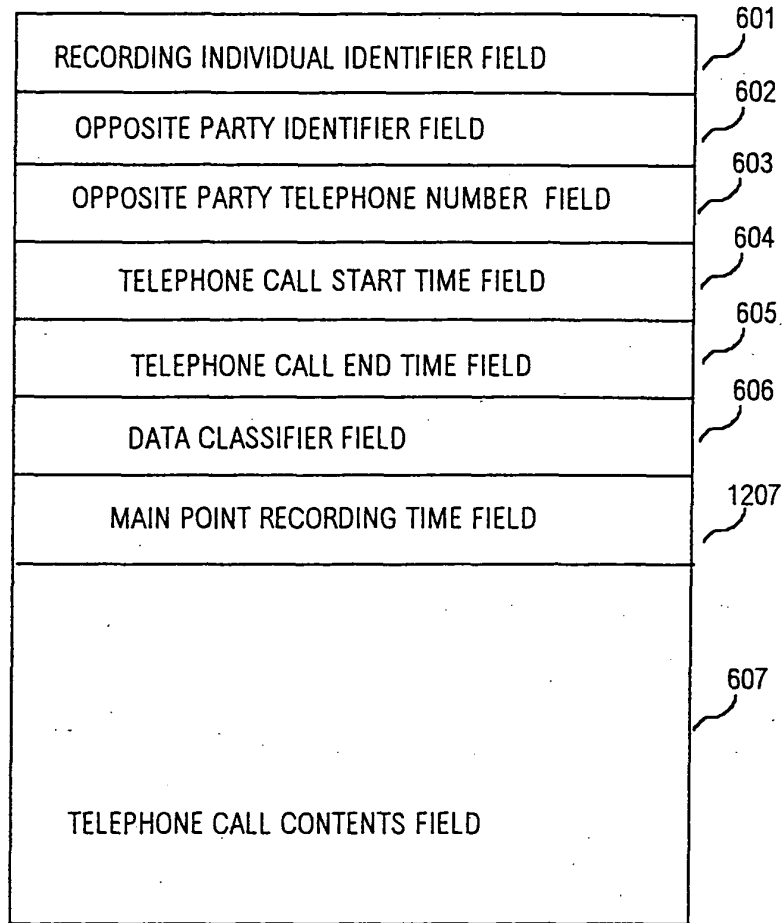 601
RECORDING INDIVIDUAL IDENTIFIER FIELD
602
OPPOSITE PARTY IDENTIFIER FIELD
603
OPPOSITE PARTY TELEPHONE NUMBER FIELD
604
TELEPHONE CALL START TIME FIELD
605
TELEPHONE CALL END TIME FIELD
606
DATA CLASSIFIER FIELD
1207
MAIN POINT RECORDING TIME FIELD
607
TELEPHONE CALL CONTENTS FIELD